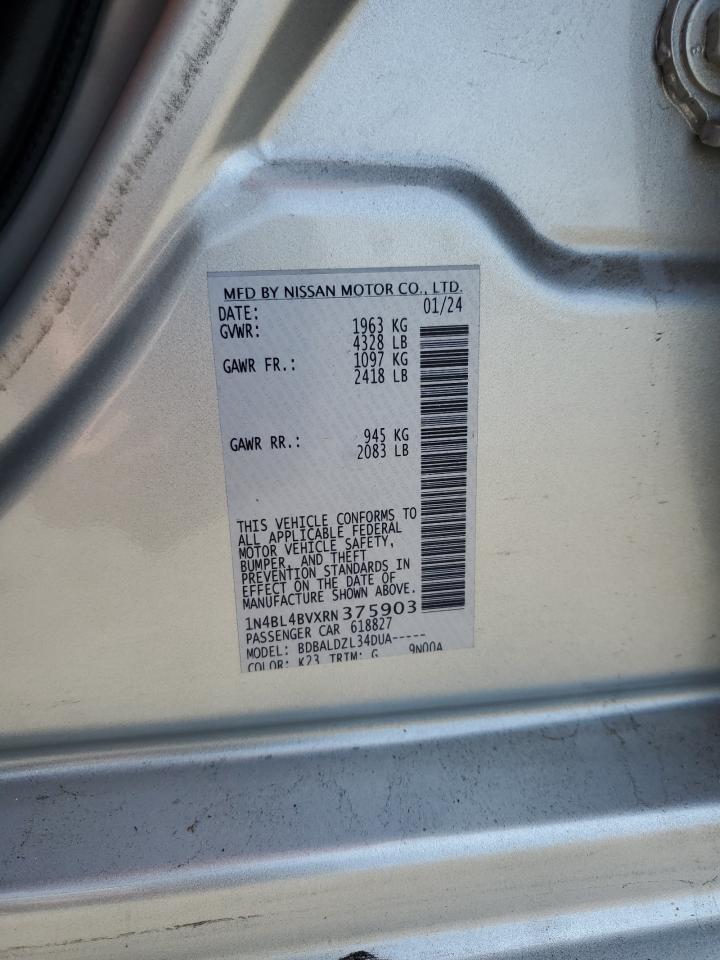 MFD BY NISSAN MOTOR CO., LTD.
DATE: 01/24
GVWR: 1963 KG
4328 LB
GAWR FR.: 1097 KG
2418 LB
GAWR RR.: 945 KG
2083 LB
THIS VEHICLE CONFORMS TO
ALL APPLICABLE FEDERAL
MOTOR VEHICLE SAFETY,
BUMPER, AND THEFT
PREVENTION STANDARDS IN
EFFECT ON THE DATE OF
MANUFACTURE SHOWN ABOVE.
1N4BL4BVXRN375903
PASSENGER CAR 618827
MODEL: BDBALDZL34DUA-----
COLOR: K23 TRIM: G 9N00A